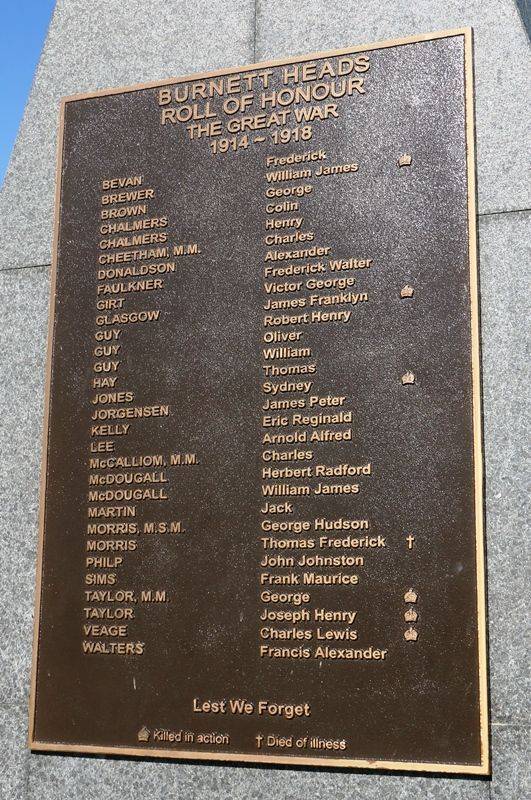 BURNETT HEADS
ROLL OF HONOUR
THE GREAT WAR
1914 ~ 1918
BEVAN Frederick
BREWER William James
BROWN George
CHALMERS Colin
CHALMERS Henry
CHEETHAM, M.M. Charles
DONALDSON Alexander
FAULKNER Frederick Walter
GIRT Victor George
GLASGOW James Franklyn
GUY Robert Henry
GUY Oliver
GUY William
HAY Thomas
JONES Sydney
JORGENSEN James Peter
KELLY Eric Reginald
LEE Arnold Alfred
McCALLIOM, M.M. Charles
McDOUGALL Herbert Radford
McDOUGALL William James
MARTIN Jack
MORRIS, M.S.M. George Hudson
MORRIS Thomas Frederick †
PHILP John Johnston
SIMS Frank Maurice
TAYLOR, M.M. George
TAYLOR Joseph Henry
VEAGE Charles Lewis
WALTERS Francis Alexander
Lest We Forget
Killed in action † Died of illness